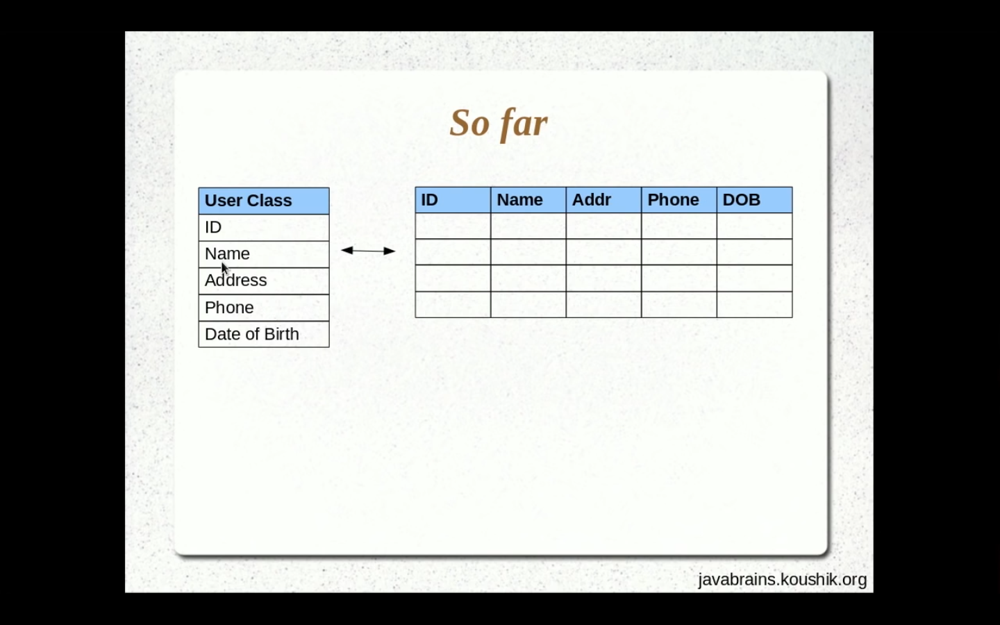 So far
User Class
ID
Name
Address
Phone
Date of Birth
ID Name Addr Phone DOB
javabrains.koushik.org